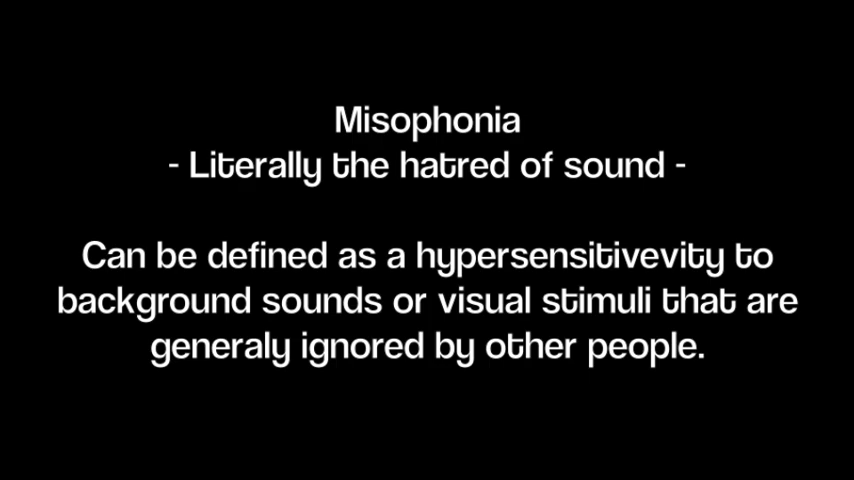 Misophonia
- Literally the hatred of sound -
Can be defined as a hypersensitivevity to
background sounds or visual stimuli that are
generaly ignored by other people.